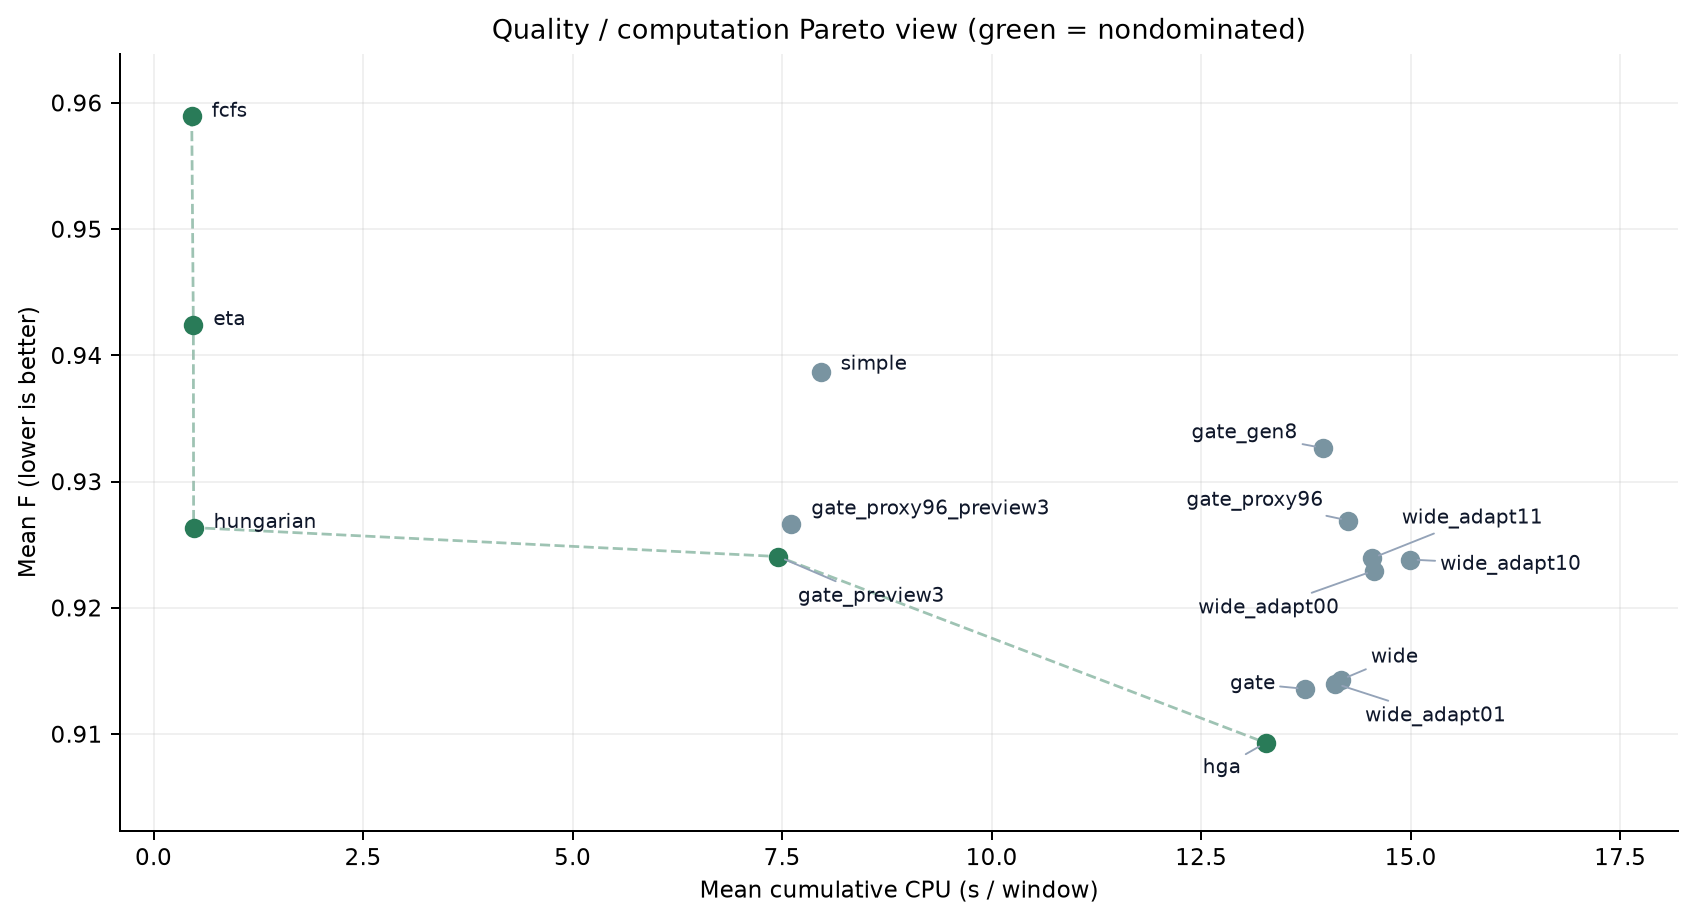 Quality / computation Pareto view (green = nondominated)
Mean F (lower is better)
0.96
0.95
0.94
0.93
0.92
0.91
fcfs
eta
simple
gate_gen8
gate_proxy96
gate_proxy96_preview3
wide_adapt11
hungarian
wide_adapt10
gate_preview3
wide_adapt00
wide
gate
wide_adapt01
hga
0.0 2.5 5.0 7.5 10.0 12.5 15.0 17.5
Mean cumulative CPU (s / window)